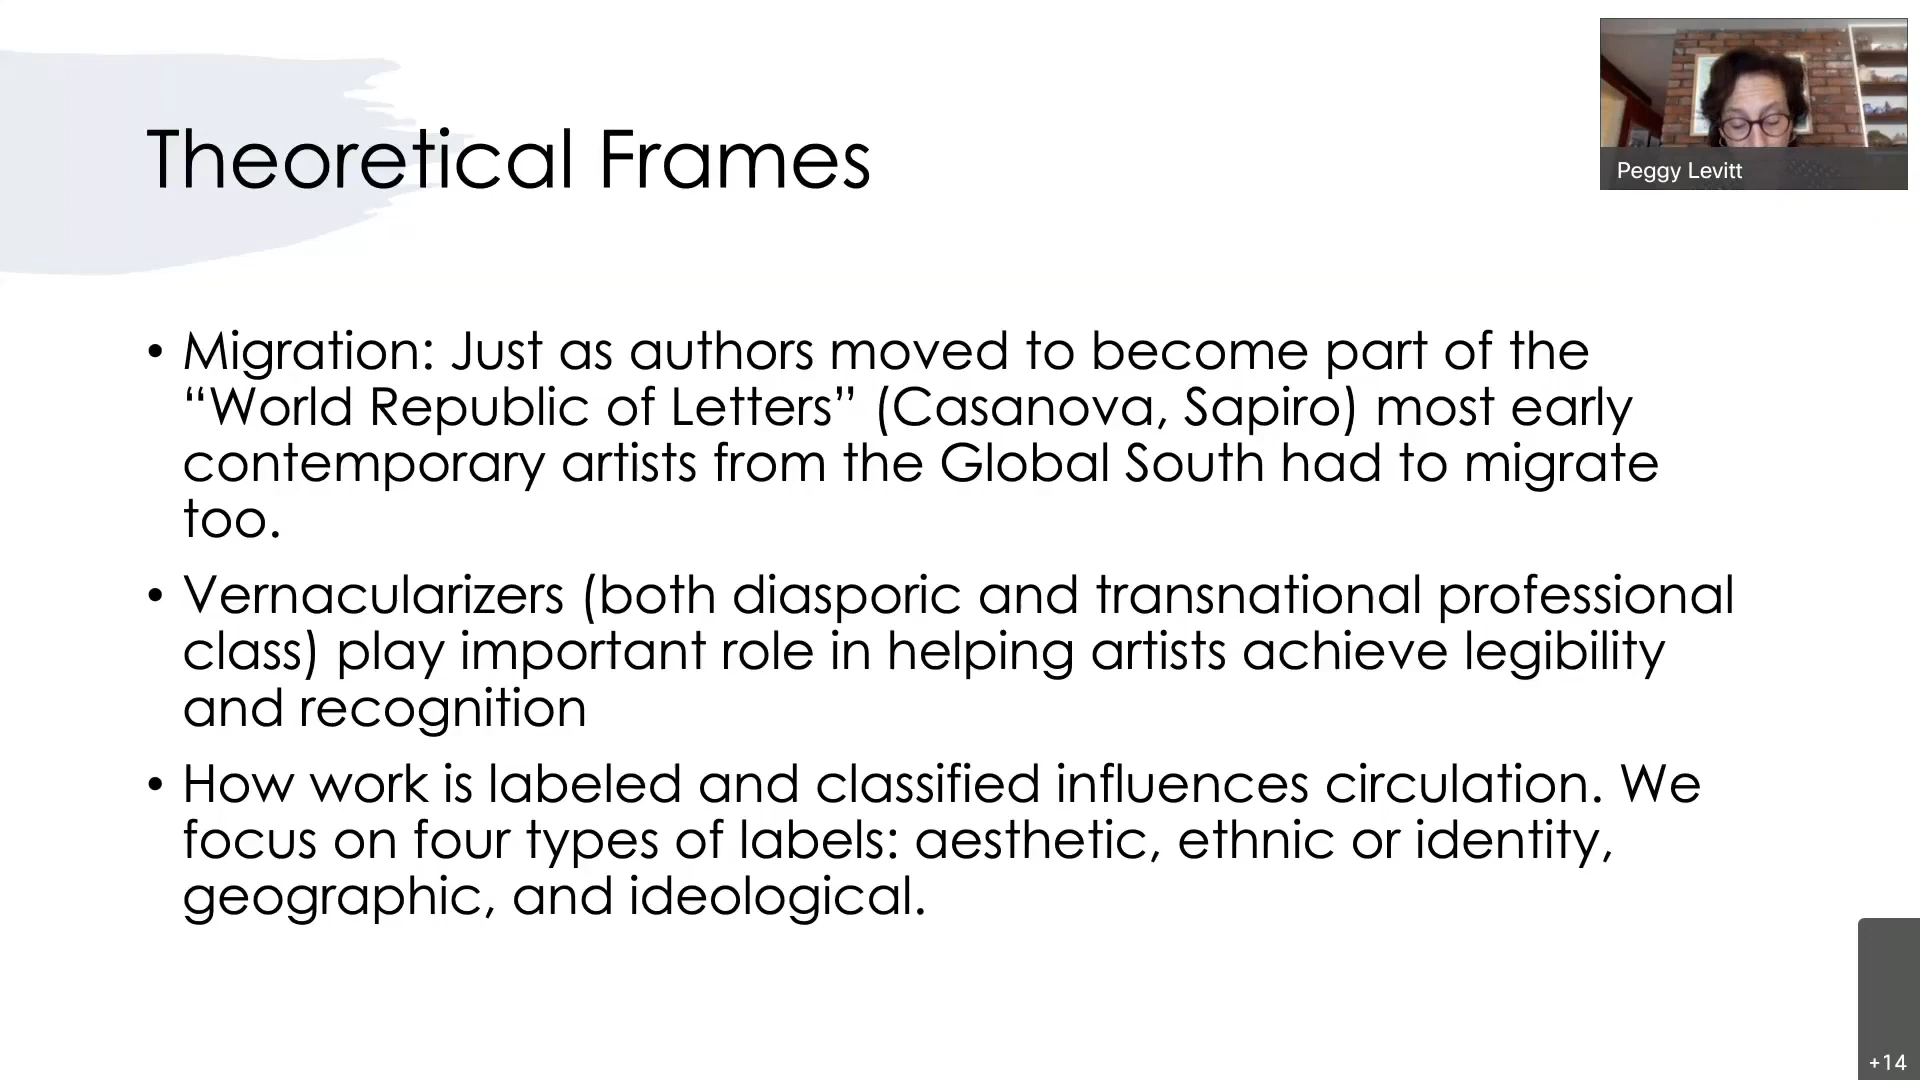 Theoretical Frames
Peggy Levitt
• Migration: Just as authors moved to become part of the
“World Republic of Letters” (Casanova, Sapiro) most early
contemporary artists from the Global South had to migrate
too.
• Vernacularizers (both diasporic and transnational professional
class) play important role in helping artists achieve legibility
and recognition
• How work is labeled and classified influences circulation. We
focus on four types of labels: aesthetic, ethnic or identity,
geographic, and ideological.
+14